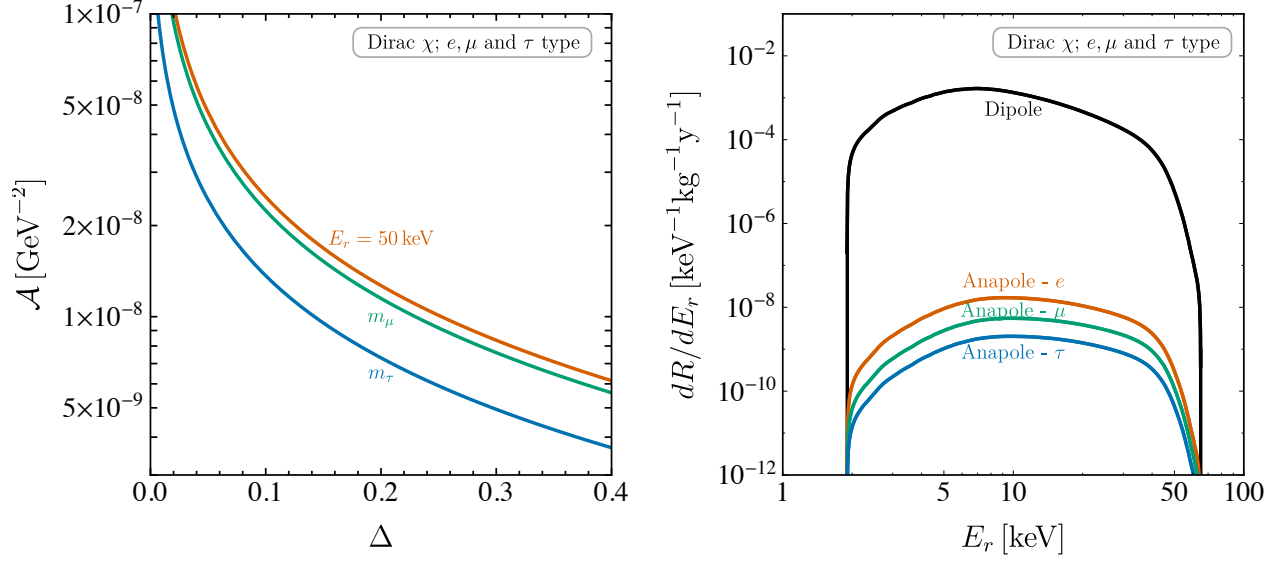 Dirac χ; e, μ and τ type
1×10⁻⁷
5×10⁻⁸
2×10⁻⁸
1×10⁻⁸
5×10⁻⁹
𝒜 [GeV⁻²]
E_r = 50 keV
m_μ
m_τ
0.0 0.1 0.2 0.3 0.4
Δ
Dirac χ; e, μ and τ type
10⁻²
10⁻⁴
10⁻⁶
10⁻⁸
10⁻¹⁰
10⁻¹²
dR/dE_r [keV⁻¹kg⁻¹y⁻¹]
Dipole
Anapole - e
Anapole - μ
Anapole - τ
1 5 10 50 100
E_r [keV]